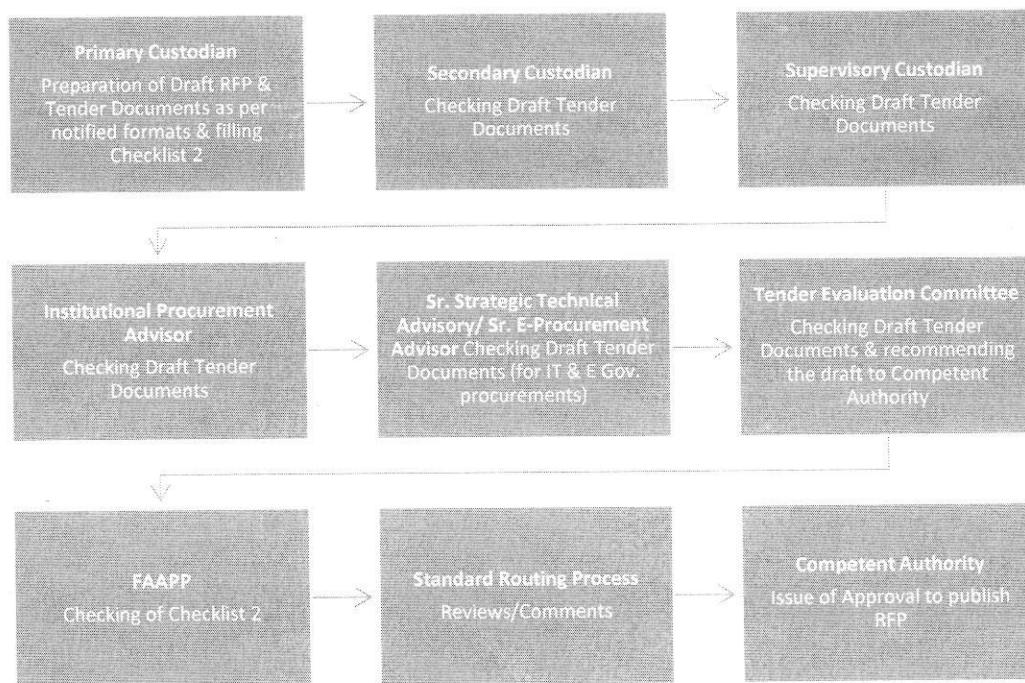 Primary Custodian
Preparation of Draft RFP &
Tender Documents as per
notified formats & filling
Checklist 2
Secondary Custodian
Checking Draft Tender
Documents
Supervisory Custodian
Checking Draft Tender
Documents
Institutional Procurement
Advisor
Checking Draft Tender
Documents
Sr. Strategic Technical
Advisory/ Sr. E-Procurement
Advisor Checking Draft Tender
Documents (for IT & E Gov.
procurements)
Tender Evaluation Committee
Checking Draft Tender
Documents & recommending
the draft to Competent
Authority
FAAPP
Checking of Checklist 2
Standard Routing Process
Reviews/Comments
Competent Authority
Issue of Approval to publish
RFP